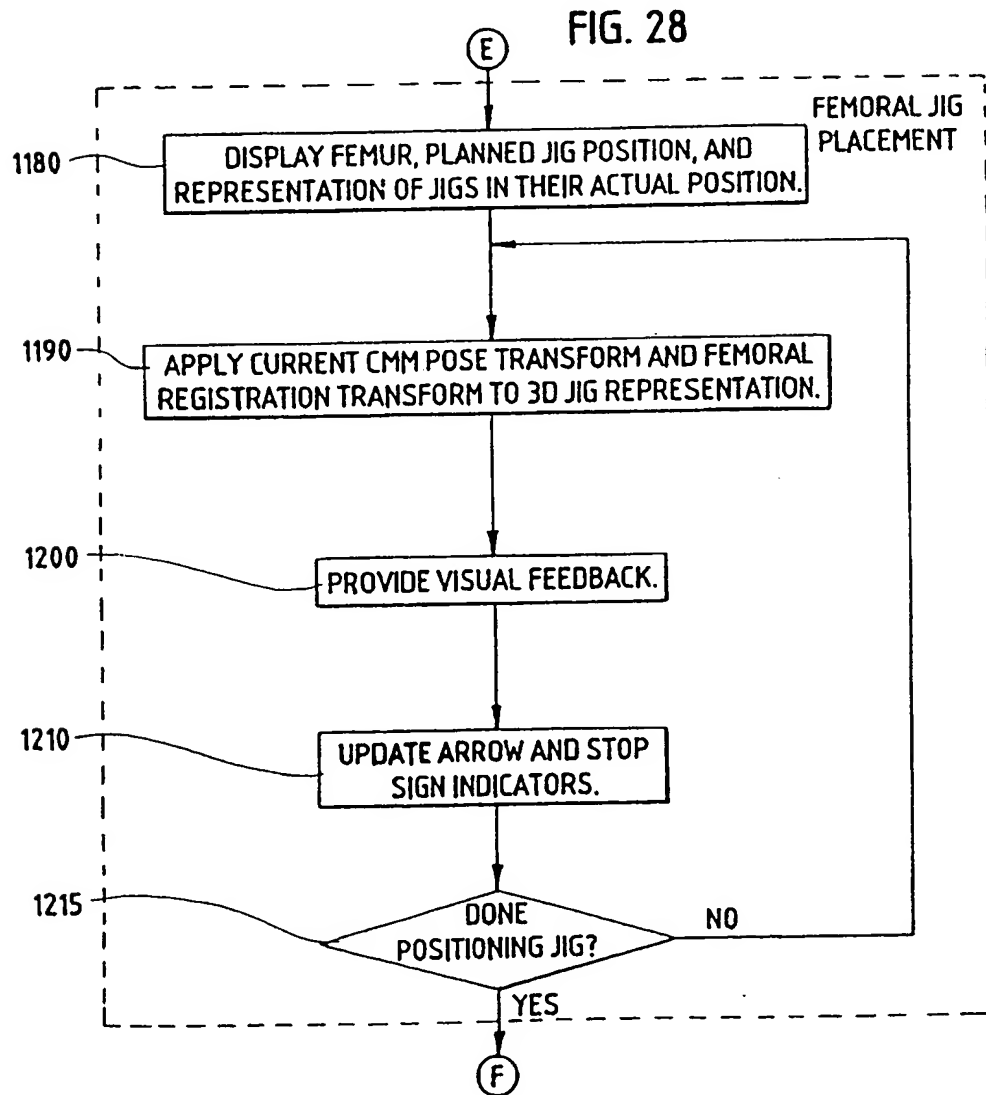 FIG. 28
E
FEMORAL JIG
PLACEMENT
1180
DISPLAY FEMUR, PLANNED JIG POSITION, AND
REPRESENTATION OF JIGS IN THEIR ACTUAL POSITION.
1190
APPLY CURRENT CMM POSE TRANSFORM AND FEMORAL
REGISTRATION TRANSFORM TO 3D JIG REPRESENTATION.
1200
PROVIDE VISUAL FEEDBACK.
1210
UPDATE ARROW AND STOP
SIGN INDICATORS.
1215
DONE
POSITIONING JIG?
NO
YES
F